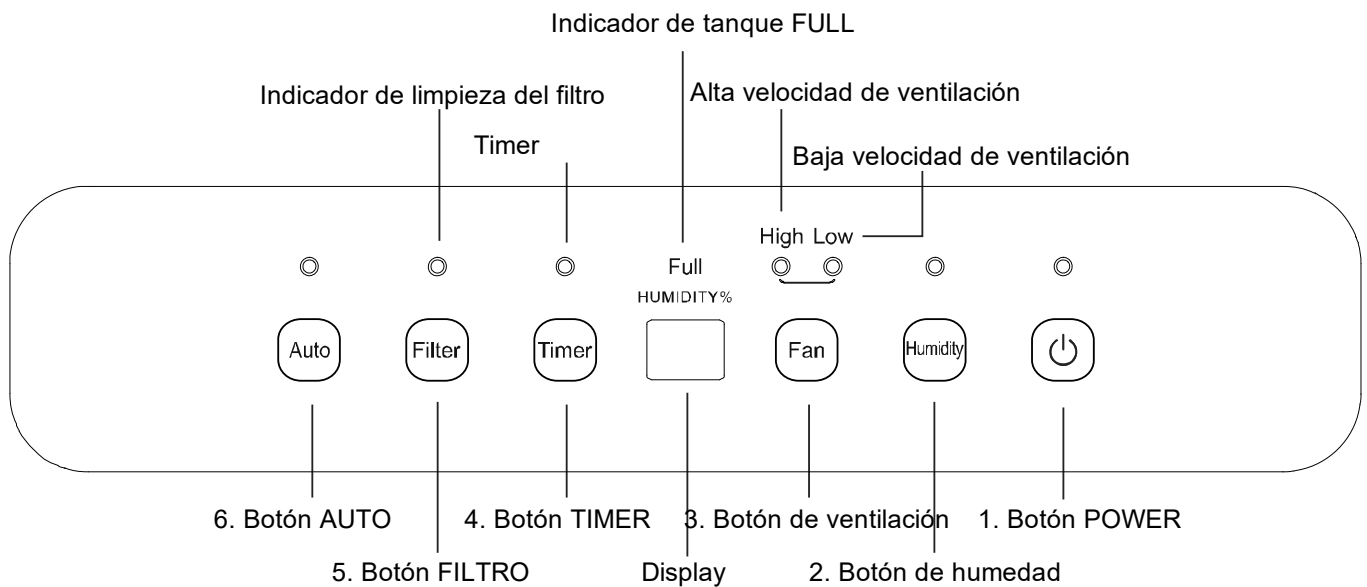 Indicador de tanque FULL
Indicador de limpieza del filtro
Alta velocidad de ventilación
Timer
Baja velocidad de ventilación
High Low
Full
HUMIDITY%
Auto
Filter
Timer
Fan
Humidity
6. Botón AUTO
4. Botón TIMER
3. Botón de ventilación
1. Botón POWER
5. Botón FILTRO
Display
2. Botón de humedad